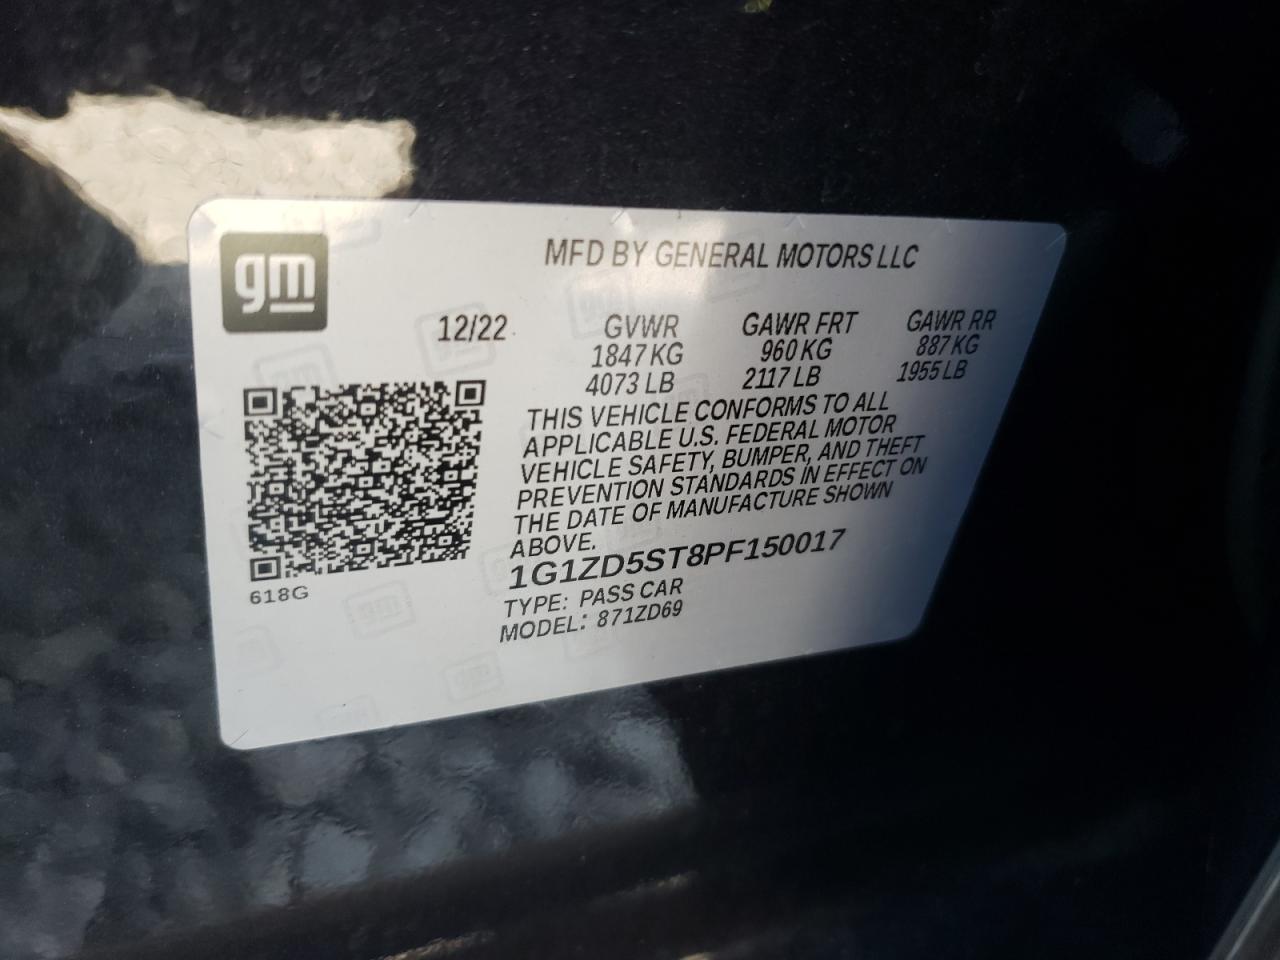 gm
MFD BY GENERAL MOTORS LLC
12/22
GVWR
1847 KG
4073 LB
GAWR FRT
960 KG
2117 LB
GAWR RR
887 KG
1955 LB
THIS VEHICLE CONFORMS TO ALL
APPLICABLE U.S. FEDERAL MOTOR
VEHICLE SAFETY, BUMPER, AND THEFT
PREVENTION STANDARDS IN EFFECT ON
THE DATE OF MANUFACTURE SHOWN
ABOVE.
1G1ZD5ST8PF150017
TYPE: PASS CAR
MODEL: 871ZD69
618G